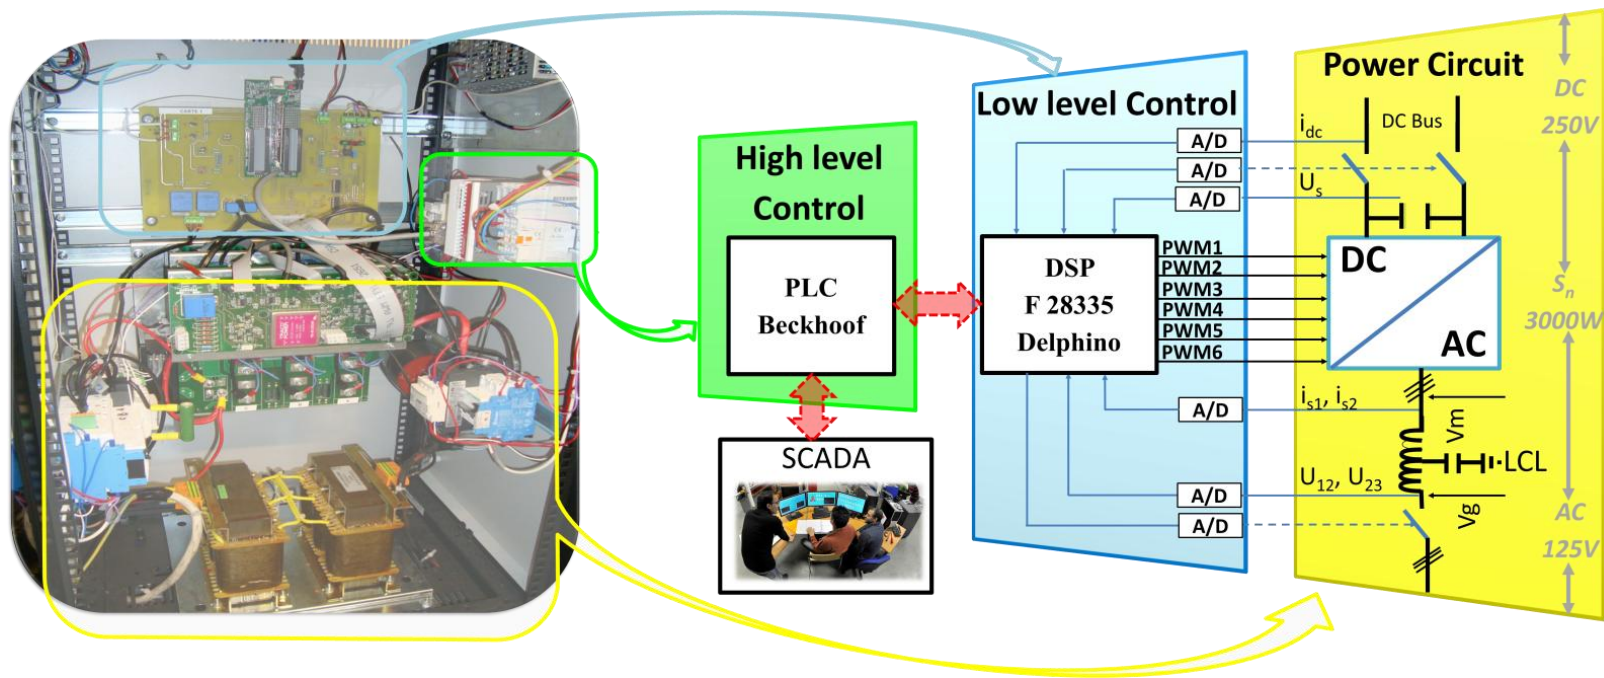 High level
Control
PLC
Beckhoof
SCADA
Low level Control
A/D
A/D
A/D
DSP
F 28335
Delphino
PWM1
PWM2
PWM3
PWM4
PWM5
PWM6
A/D
A/D
A/D
Power Circuit
idc
DC Bus
Us
DC
AC
is1, is2
Vm
LCL
U12, U23
Vg
DC
250V
Sn
3000W
AC
125V